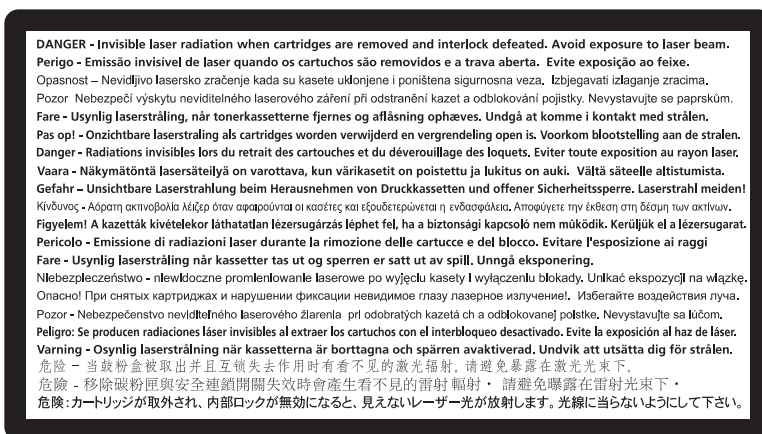 DANGER - Invisible laser radiation when cartridges are removed and interlock defeated. Avoid exposure to laser beam.
Perigo - Emissão invisível de laser quando os cartuchos são removidos e a trava aberta. Evite exposição ao feixe.
Opasnost – Nevidljivo lasersko zračenje kada su kasete uklonjene i poništena sigurnosna veza. Izbjegavati izlaganje zracima.
Pozor Nebezpečí výskytu neviditelného laserového záření při odstranění kazet a odblokování pojistky. Nevystavujte se paprskům.
Fare - Usynlig laserstråling, når tonerkassetterne fjernes og aflåsning ophæves. Undgå at komme i kontakt med strålen.
Pas op! - Onzichtbare laserstraling als cartridges worden verwijderd en vergrendeling open is. Voorkom blootstelling aan de stralen.
Danger - Radiations invisibles lors du retrait des cartouches et du déverouillage des loquets. Eviter toute exposition au rayon laser.
Vaara - Näkymätöntä lasersäteilyä on varottava, kun värikasetit on poistettu ja lukitus on auki. Vältä säteelle altistumista.
Gefahr – Unsichtbare Laserstrahlung beim Herausnehmen von Druckkassetten und offener Sicherheitssperre. Laserstrahl meiden!
Κίνδυνος - Αόρατη ακτινοβολία λέιζερ όταν αφαιρούνται οι κασέτες και εξουδετερώνεται η ενδασφάλεια. Αποφύγετε την έκθεση στη δέσμη των ακτίνων.
Figyelem! A kazetták kivételekor láthatatlan lézersugárzás léphet fel, ha a biztonsági kapcsoló nem mûködik. Kerüljük el a lézersugarat.
Pericolo - Emissione di radiazioni laser durante la rimozione delle cartucce e del blocco. Evitare l'esposizione ai raggi
Fare - Usynlig laserstråling når kassetter tas ut og sperren er satt ut av spill. Unngå eksponering.
Niebezpieczeństwo - niewidoczne promieniowanie laserowe po wyjęciu kasety i wyłączeniu blokady. Unikać ekspozycji na wiązkę.
Опасно! При снятых картриджах и нарушении фиксации невидимое глазу лазерное излучение!. Избегайте воздействия луча.
Pozor - Nebezpečenstvo neviditeľného laserového žiarenia pri odobratých kazetá ch a odblokovanej poistke. Nevystavujte sa lúčom.
Peligro: Se producen radiaciones láser invisibles al extraer los cartuchos con el interbloqueo desactivado. Evite la exposición al haz de láser.
Varning - Osynlig laserstrålning når kassetterna är borttagna och spärren avaktiverad. Undvik att utsätta dig för strålen.
危险 – 当鼓粉盒被取出并且互锁失去作用时有看不见的激光辐射。请避免暴露在激光光束下。
危險 - 移除碳粉匣與安全連鎖開關失效時會產生看不見的雷射輻射・ 請避免曝露在雷射光束下・
危険：カートリッジが取外され、内部ロックが無効になると、見えないレーザー光が放射します。光線に当らないようにして下さい。